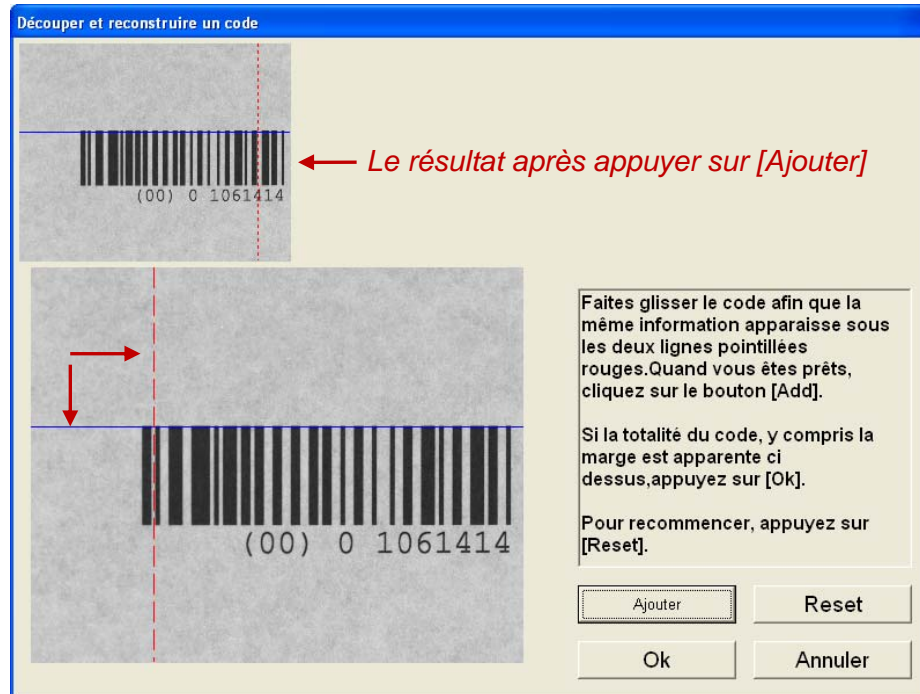 Découper et reconstruire un code
(00) 0 1061414
Le résultat après appuyer sur [Ajouter]
(00) 0 1061414
Faites glisser le code afin que la
même information apparaisse sous
les deux lignes pointillées
rouges.Quand vous êtes prêts,
cliquez sur le bouton [Add].
Si la totalité du code, y compris la
marge est apparente ci
dessus,appuyez sur [Ok].
Pour recommencer, appuyez sur
[Reset].
Ajouter
Reset
Ok
Annuler